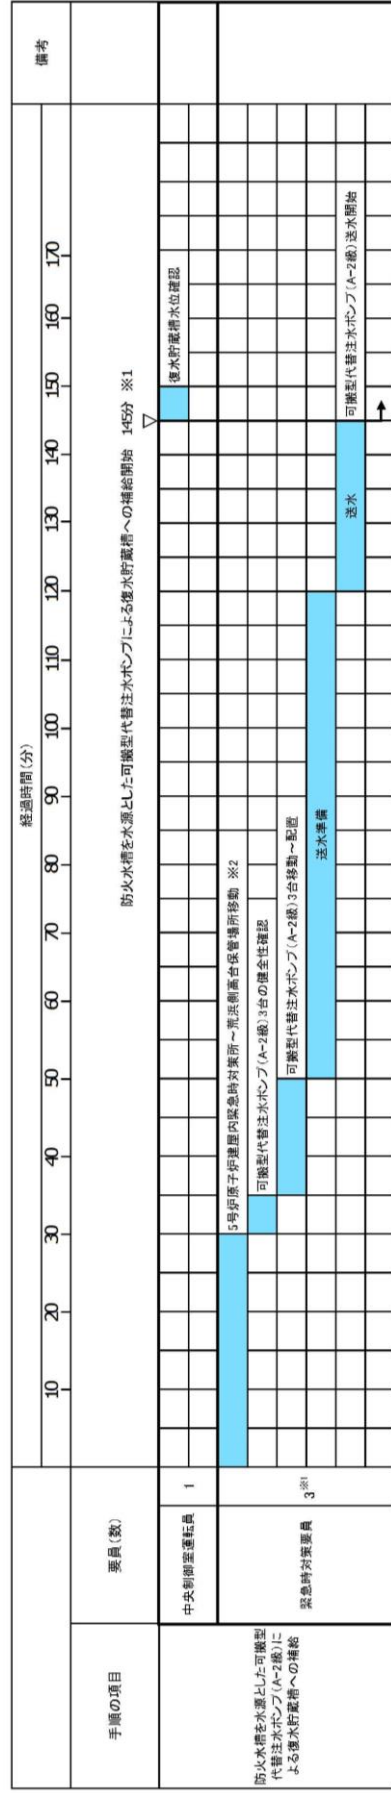 経過時間(分)
備考
手順の項目
要員(数)
10
20
30
40
50
60
70
80
90
100
110
120
130
140
150
160
170
防火水槽を水源とした可搬型代替注水ポンプによる復水貯蔵槽への補給開始 145分 ※1
防火水槽を水源とした可搬型
代替注水ポンプ(A-2級)に
よる復水貯蔵槽への補給
中央制御室運転員
1
復水貯蔵槽水位確認
緊急時対策要員
3※1
5号炉原子炉建屋内緊急時対策所~荒浜側高台保管場所移動 ※2
可搬型代替注水ポンプ(A-2級)3台の健全性確認
可搬型代替注水ポンプ(A-2級)3台移動~配置
送水準備
送水
可搬型代替注水ポンプ(A-2級)送水開始